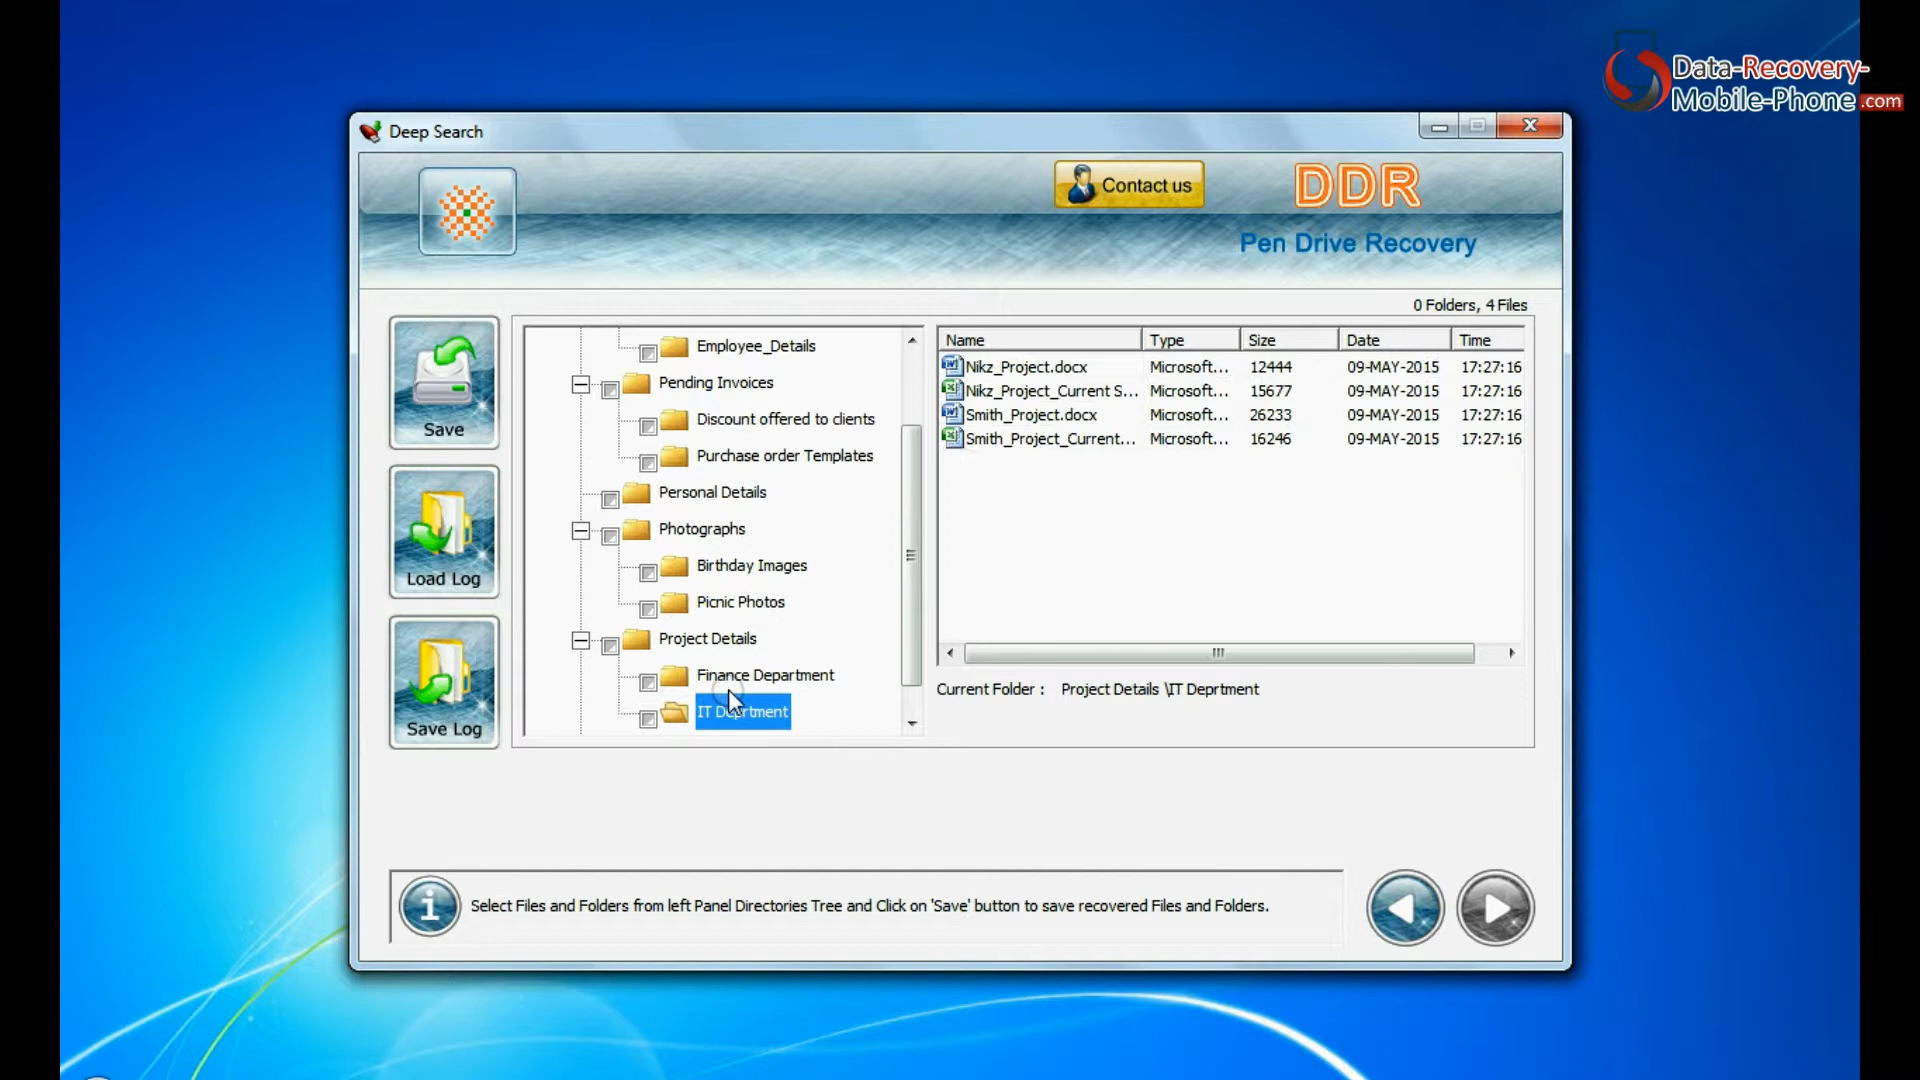 Data-Recovery-
Mobile-Phone.com
Deep Search
Contact us
DDR
Pen Drive Recovery
0 Folders, 4 Files
Save
Load Log
Save Log
Employee_Details
Pending Invoices
Discount offered to clients
Purchase order Templates
Personal Details
Photographs
Birthday Images
Picnic Photos
Project Details
Finance Department
IT Deprtment
Name Type Size Date Time
Nikz_Project.docx Microsoft... 12444 09-MAY-2015 17:27:16
Nikz_Project_Current S... Microsoft... 15677 09-MAY-2015 17:27:16
Smith_Project.docx Microsoft... 26233 09-MAY-2015 17:27:16
Smith_Project_Current... Microsoft... 16246 09-MAY-2015 17:27:16
Current Folder : Project Details \IT Deprtment
Select Files and Folders from left Panel Directories Tree and Click on 'Save' button to save recovered Files and Folders.